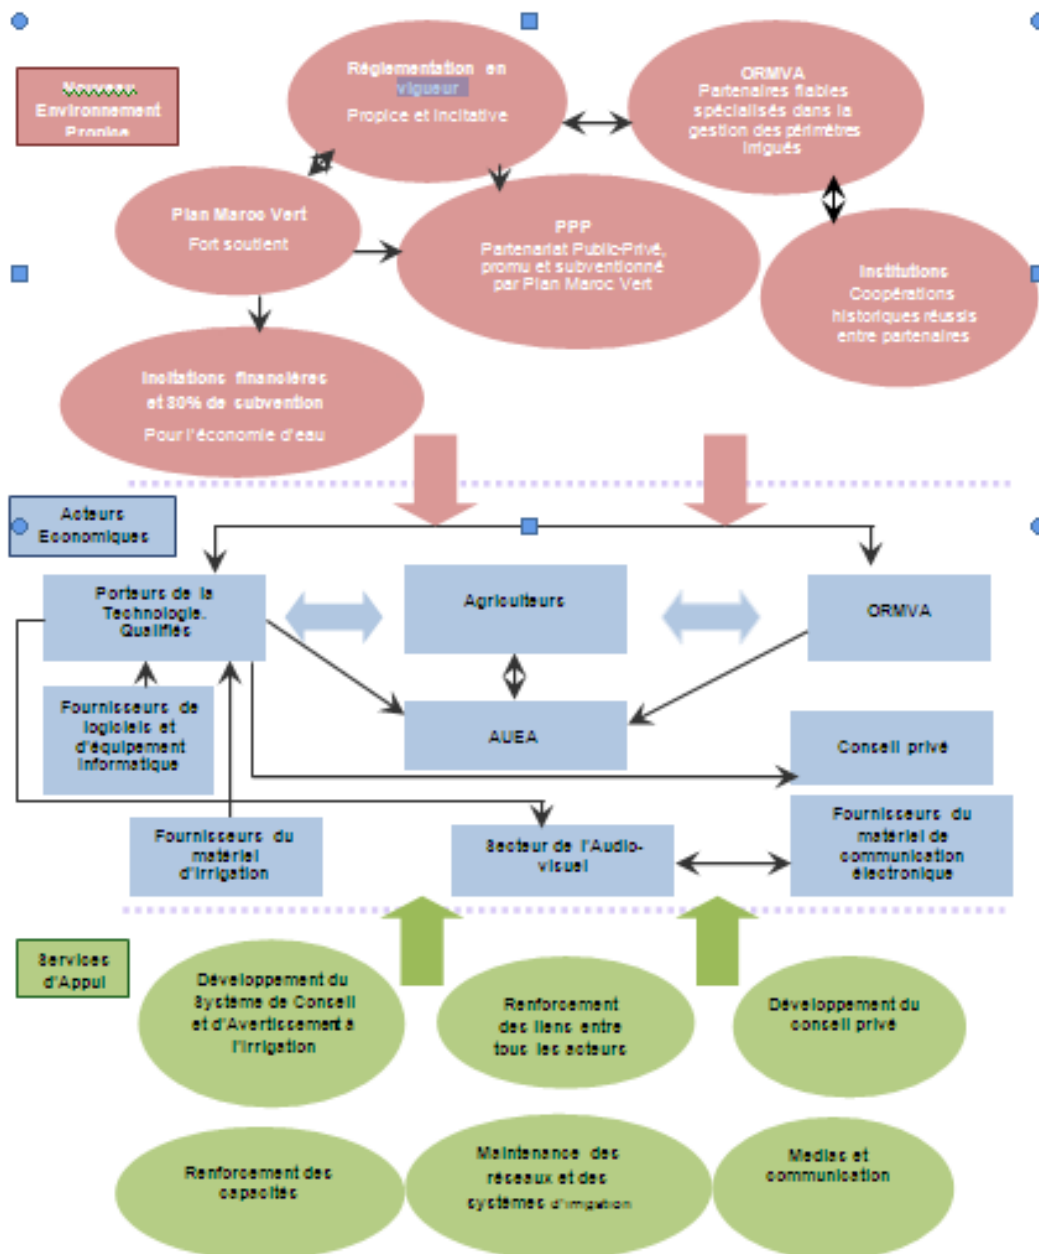 Nouveau
Environnement
Propice
Réglementation en
vigueur
Propice et incitative
ORMVA
Partenaires fiables
spécialisés dans la
gestion des périmètres
irrigués
Plan Maroc Vert
Fort soutient
PPP
Partenariat Public-Privé,
promu et subventionné
par Plan Maroc Vert
Institutions
Coopérations
historiques réussis
entre partenaires
Incitations financières
et 80% de subvention
Pour l'économie d'eau
Acteurs
Economiques
Porteurs de la
Technologie.
Qualifiés
Agriculteurs
ORMVA
Fournisseurs de
logiciels et
d'équipement
informatique
AUEA
Conseil privé
Fournisseurs du
matériel
d'irrigation
Secteur de l'Audio-
visuel
Fournisseurs du
matériel de
communication
électronique
Services
d'Appui
Développement du
Système de Conseil
et d'Avertissement à
l'irrigation
Renforcement
des liens entre
tous les acteurs
Développement du
conseil privé
Renforcement des
capacités
Maintenance des
réseaux et des
systèmes d'irrigation
Medias et
communication